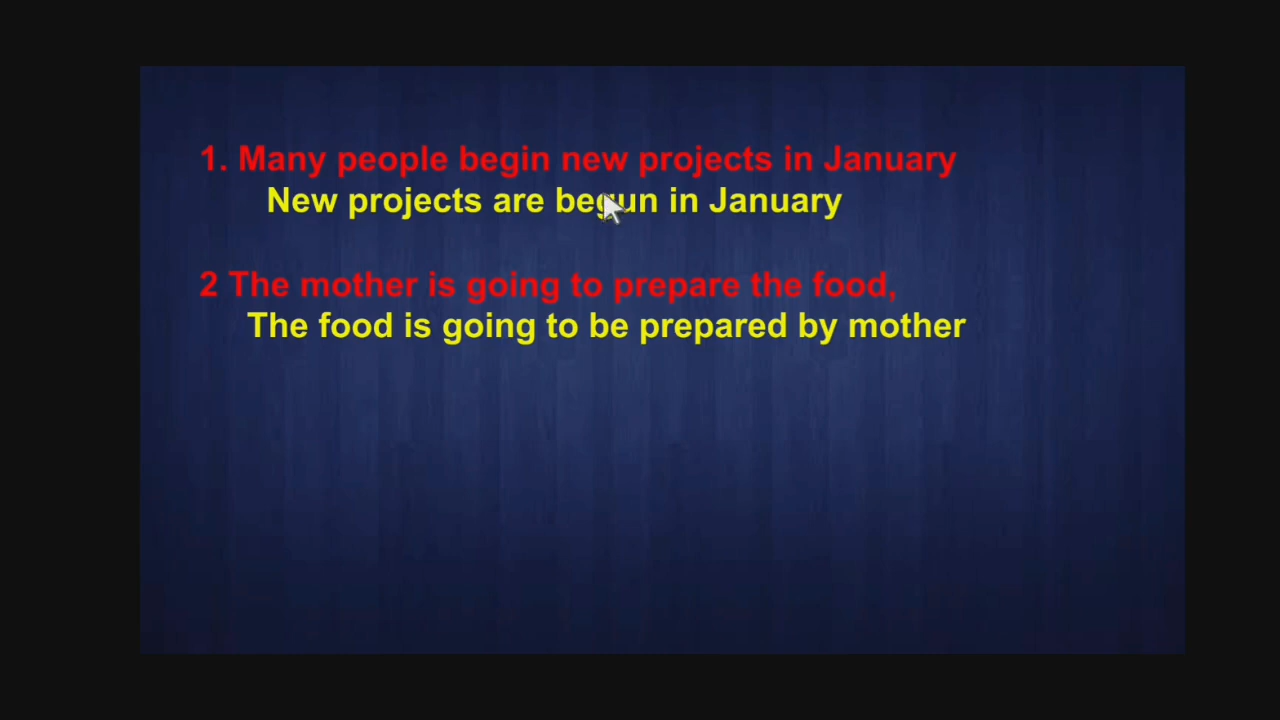 1. Many people begin new projects in January
New projects are begun in January
2 The mother is going to prepare the food,
The food is going to be prepared by mother